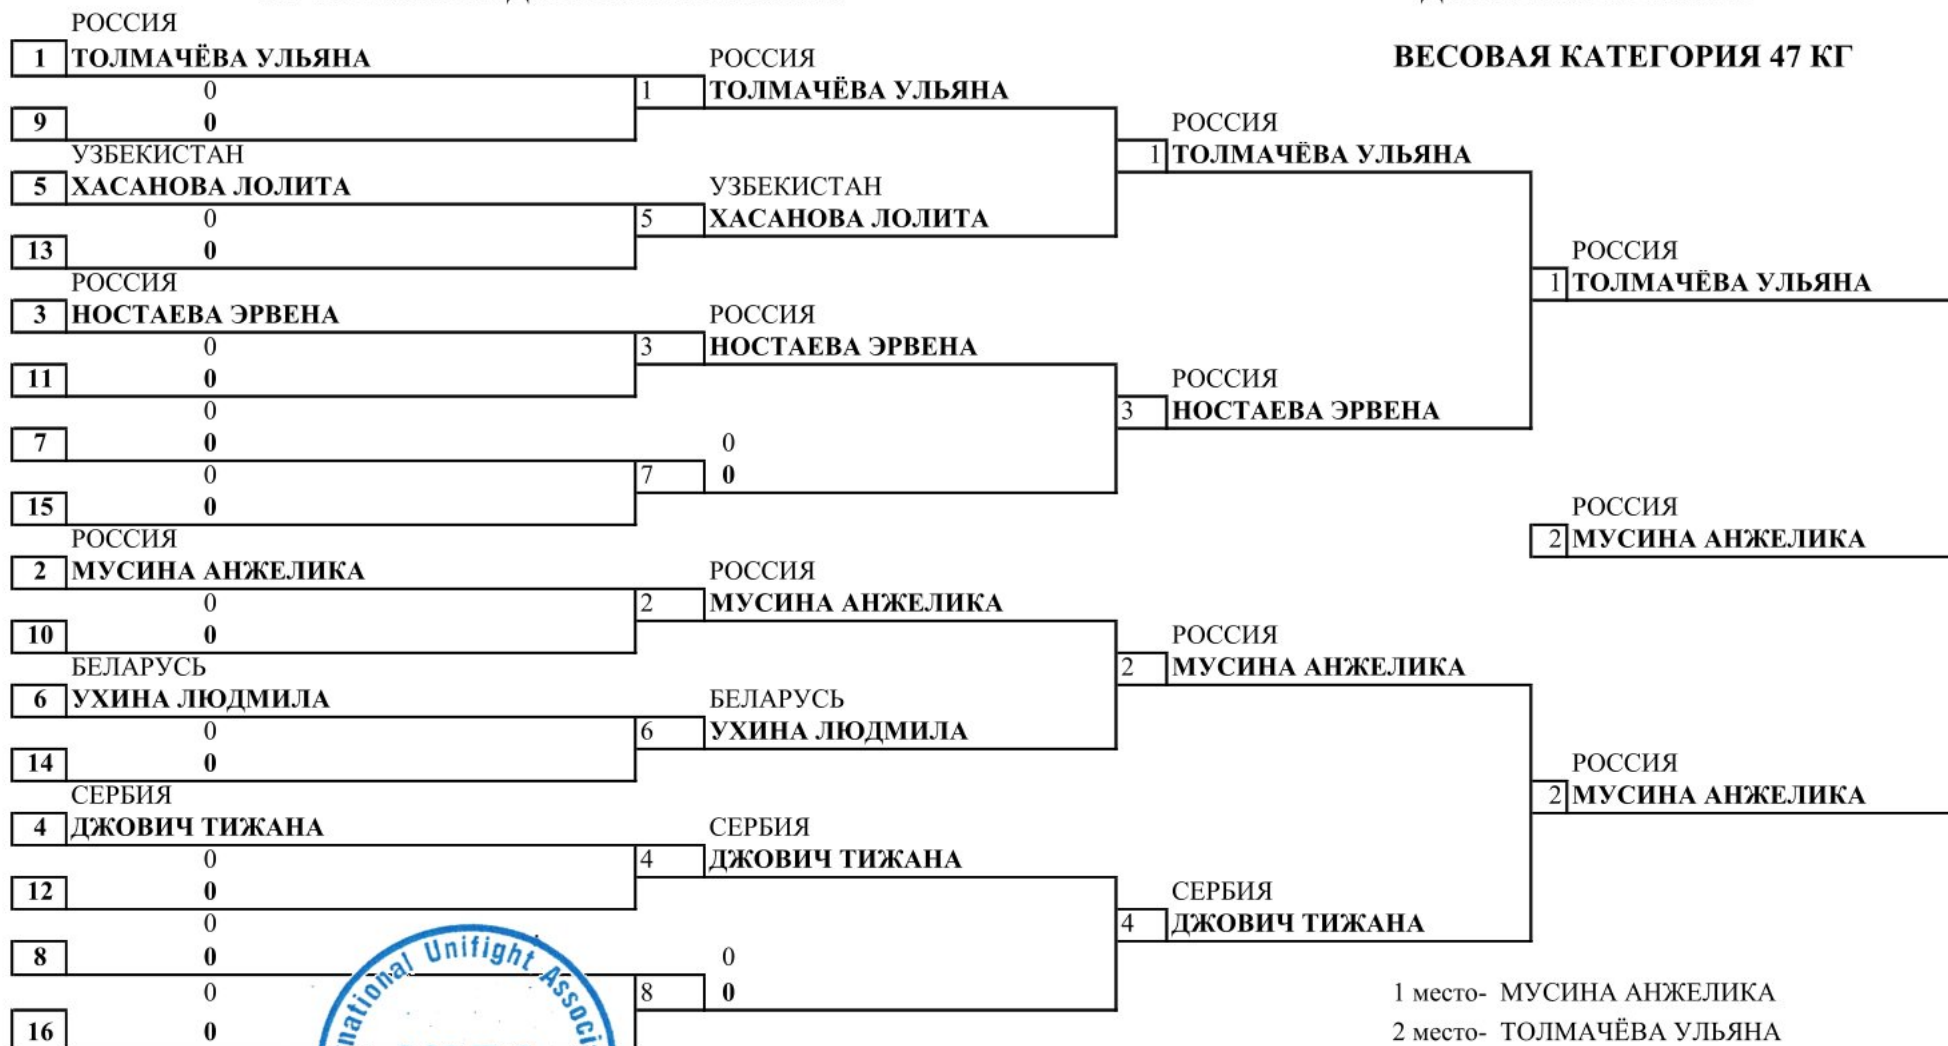 РОССИЯ
1 ТОЛМАЧЁВА УЛЬЯНА
0
9 0
УЗБЕКИСТАН
5 ХАСАНОВА ЛОЛИТА
0
13 0
РОССИЯ
3 НОСТАЕВА ЭРВЕНА
0
11 0
0
7 0
0
15 0
РОССИЯ
2 МУСИНА АНЖЕЛИКА
0
10 0
БЕЛАРУСЬ
6 УХИНА ЛЮДМИЛА
0
14 0
СЕРБИЯ
4 ДЖОВИЧ ТИЖАНА
0
12 0
0
8 0
0
16 0
РОССИЯ
1 ТОЛМАЧЁВА УЛЬЯНА
УЗБЕКИСТАН
5 ХАСАНОВА ЛОЛИТА
РОССИЯ
3 НОСТАЕВА ЭРВЕНА
0
7 0
РОССИЯ
2 МУСИНА АНЖЕЛИКА
БЕЛАРУСЬ
6 УХИНА ЛЮДМИЛА
СЕРБИЯ
4 ДЖОВИЧ ТИЖАНА
0
8 0
ВЕСОВАЯ КАТЕГОРИЯ 47 КГ
РОССИЯ
1 ТОЛМАЧЁВА УЛЬЯНА
РОССИЯ
3 НОСТАЕВА ЭРВЕНА
РОССИЯ
2 МУСИНА АНЖЕЛИКА
СЕРБИЯ
4 ДЖОВИЧ ТИЖАНА
РОССИЯ
1 ТОЛМАЧЁВА УЛЬЯНА
РОССИЯ
2 МУСИНА АНЖЕЛИКА
РОССИЯ
2 МУСИНА АНЖЕЛИКА
1 место- МУСИНА АНЖЕЛИКА
2 место- ТОЛМАЧЁВА УЛЬЯНА
Unifight